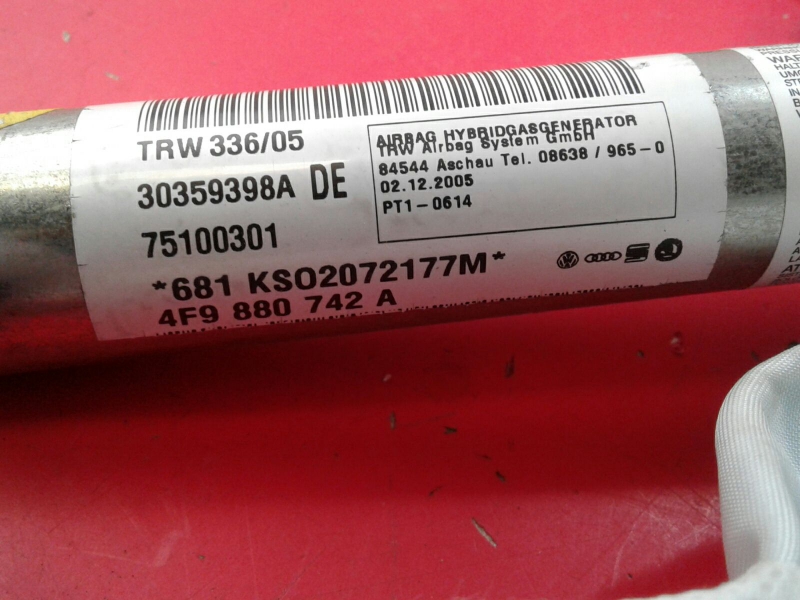 TRW 336/05
30359398A DE
75100301
*681 KSO2072177M*
4F9 880 742 A
AIRBAG HYBRIDGASGENERATOR
TRW Airbag System GmbH
84544 Aschau Tel. 08638 / 965-0
02.12.2005
PT1-0614